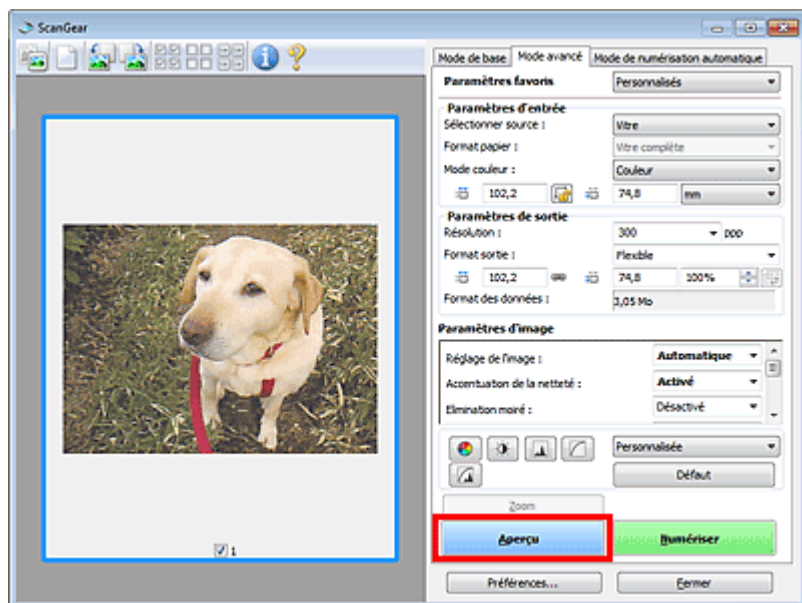 ScanGear
Mode de base Mode avancé Mode de numérisation automatique
Paramètres favoris Personnalisés
Paramètres d'entrée
Sélectionner source : Vitre
Format papier : Vitre complète
Mode couleur : Couleur
102,2 74,8 mm
Paramètres de sortie
Résolution : 300 ppp
Format sortie : Flexible
102,2 74,8 100%
Format des données : 3,05 Mo
Paramètres d'image
Réglage de l'image : Automatique
Accentuation de la netteté : Activé
Elimination moiré : Désactivé
Personnalisée
Défaut
Zoom
Aperçu Numériser
1
Préférences... Fermer